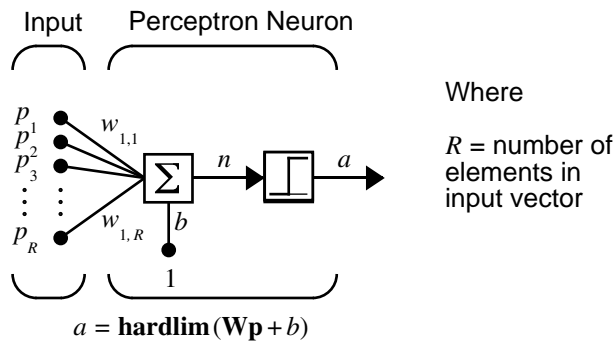 Input Perceptron Neuron
Where
R = number of
elements in
input vector
p1
p2
p3
pR
w1,1
w1, R
Σ
n
a
b
1
a = hardlim (Wp + b)